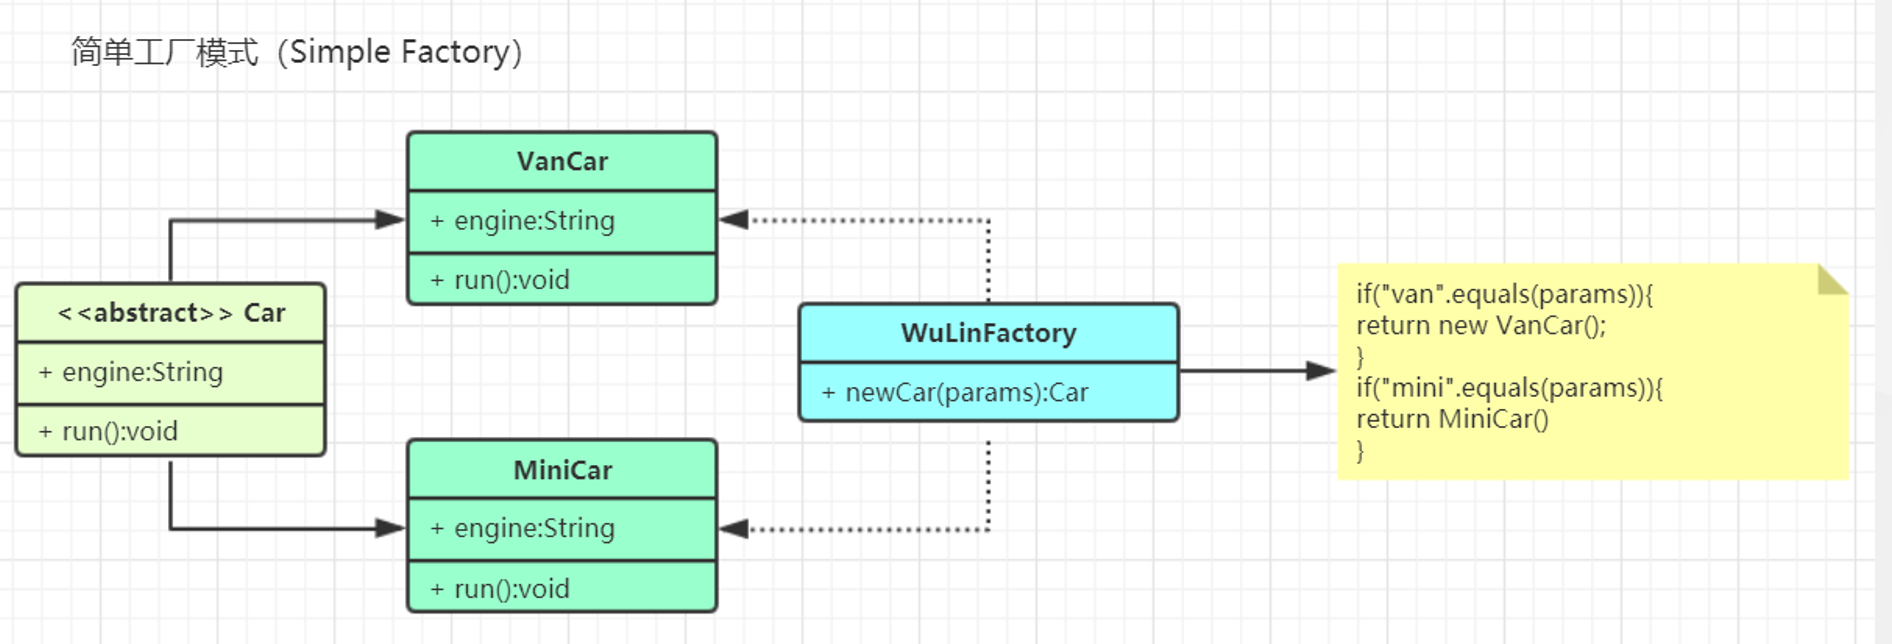 简单工厂模式（Simple Factory）
VanCar
+ engine:String
+ run():void
<<abstract>> Car
+ engine:String
+ run():void
MiniCar
+ engine:String
+ run():void
WuLinFactory
+ newCar(params):Car
if("van".equals(params)){
return new VanCar();
}
if("mini".equals(params)){
return MiniCar()
}